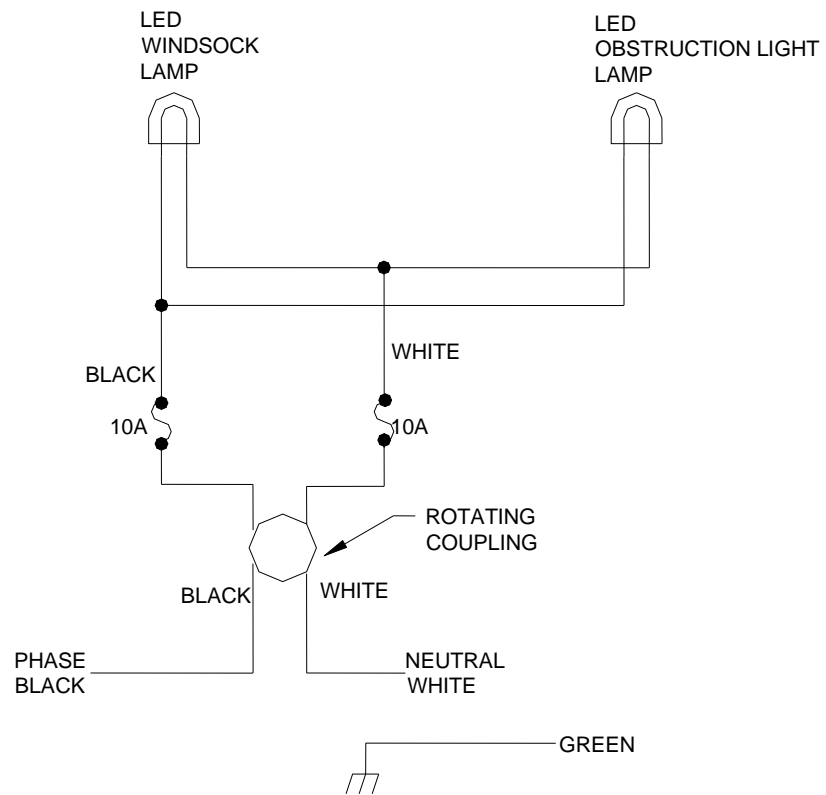 LED
WINDSOCK
LAMP
LED
OBSTRUCTION LIGHT
LAMP
WHITE
BLACK
10A
10A
ROTATING
COUPLING
BLACK
WHITE
PHASE
BLACK
NEUTRAL
WHITE
GREEN